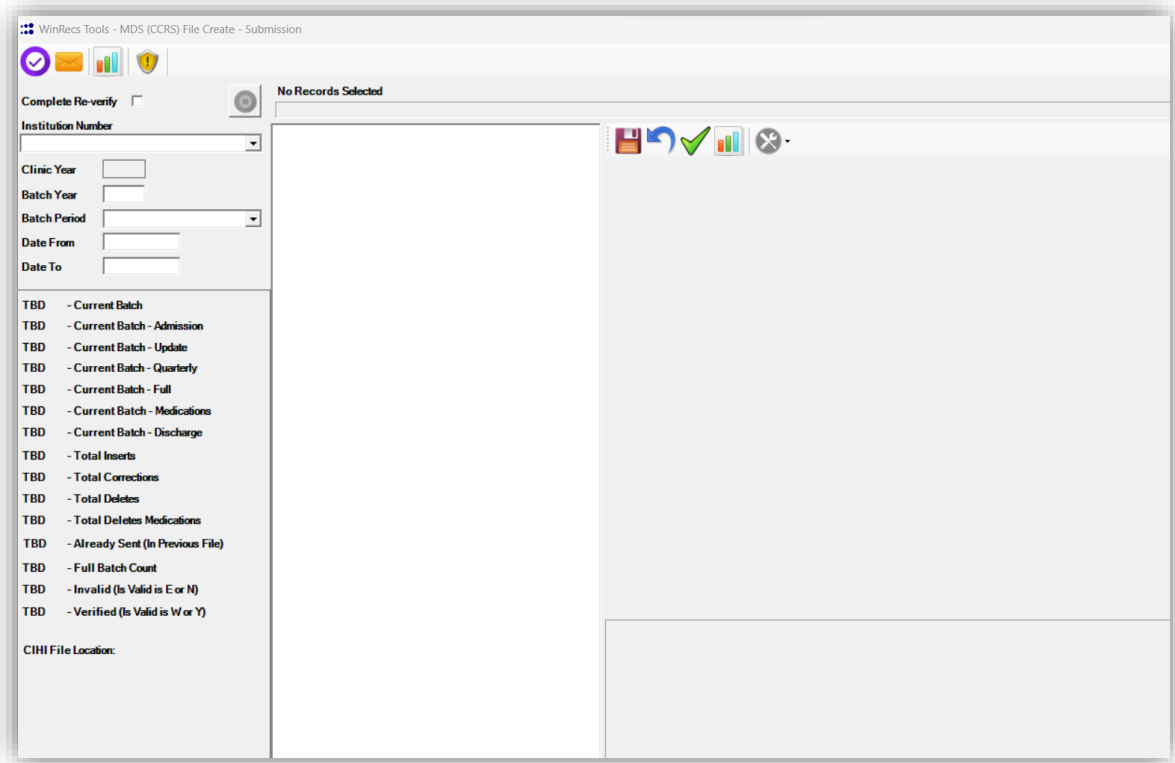 WinRecs Tools - MDS (CCRS) File Create - Submission
Complete Re-verify
No Records Selected
Institution Number
Clinic Year
Batch Year
Batch Period
Date From
Date To
TBD - Current Batch
TBD - Current Batch - Admission
TBD - Current Batch - Update
TBD - Current Batch - Quarterly
TBD - Current Batch - Full
TBD - Current Batch - Medications
TBD - Current Batch - Discharge
TBD - Total Inserts
TBD - Total Corrections
TBD - Total Deletes
TBD - Total Deletes Medications
TBD - Already Sent (In Previous File)
TBD - Full Batch Count
TBD - Invalid (Is Valid is E or N)
TBD - Verified (Is Valid is W or Y)
CIHI File Location: